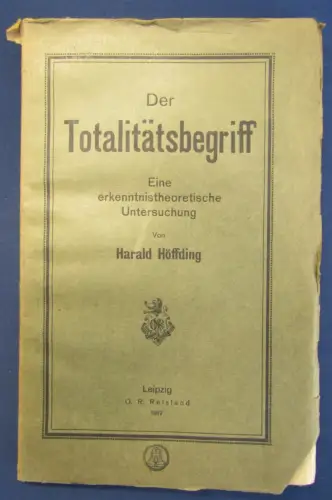 Der
Totalitätsbegriff
Eine
erkenntnistheoretische
Untersuchung
Von
Harald Höffding
Leipzig
O. R. Reisland
1917